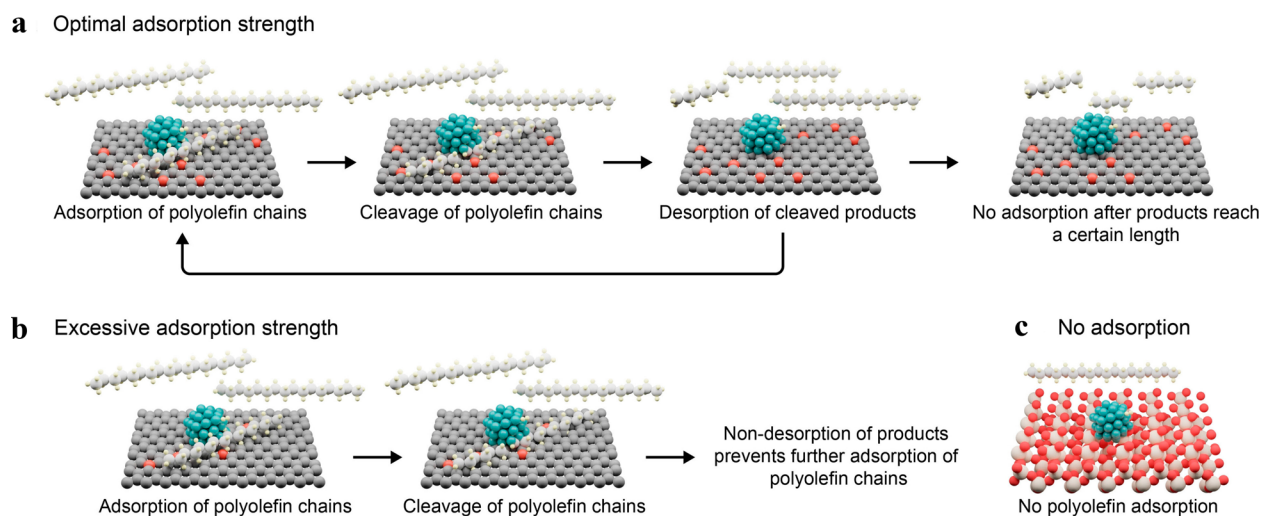 a Optimal adsorption strength
Adsorption of polyolefin chains
Cleavage of polyolefin chains
Desorption of cleaved products
No adsorption after products reach
a certain length
b Excessive adsorption strength
Adsorption of polyolefin chains
Cleavage of polyolefin chains
Non-desorption of products
prevents further adsorption of
polyolefin chains
c No adsorption
No polyolefin adsorption